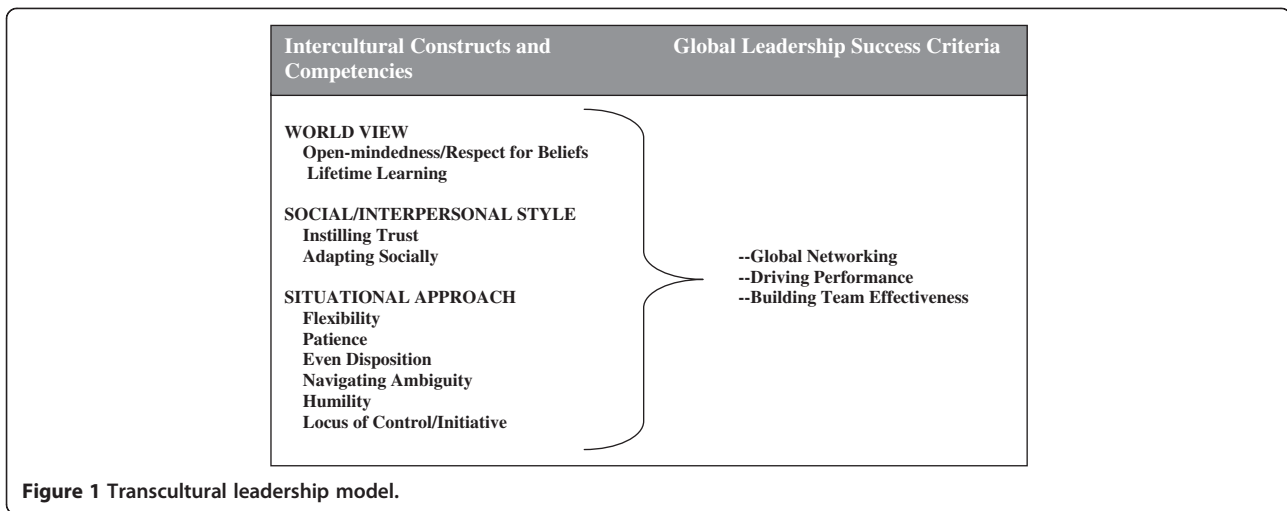 Intercultural Constructs and
Competencies
Global Leadership Success Criteria
WORLD VIEW
Open-mindedness/Respect for Beliefs
Lifetime Learning
SOCIAL/INTERPERSONAL STYLE
Instilling Trust
Adapting Socially
SITUATIONAL APPROACH
Flexibility
Patience
Even Disposition
Navigating Ambiguity
Humility
Locus of Control/Initiative
--Global Networking
--Driving Performance
--Building Team Effectiveness
Figure 1 Transcultural leadership model.